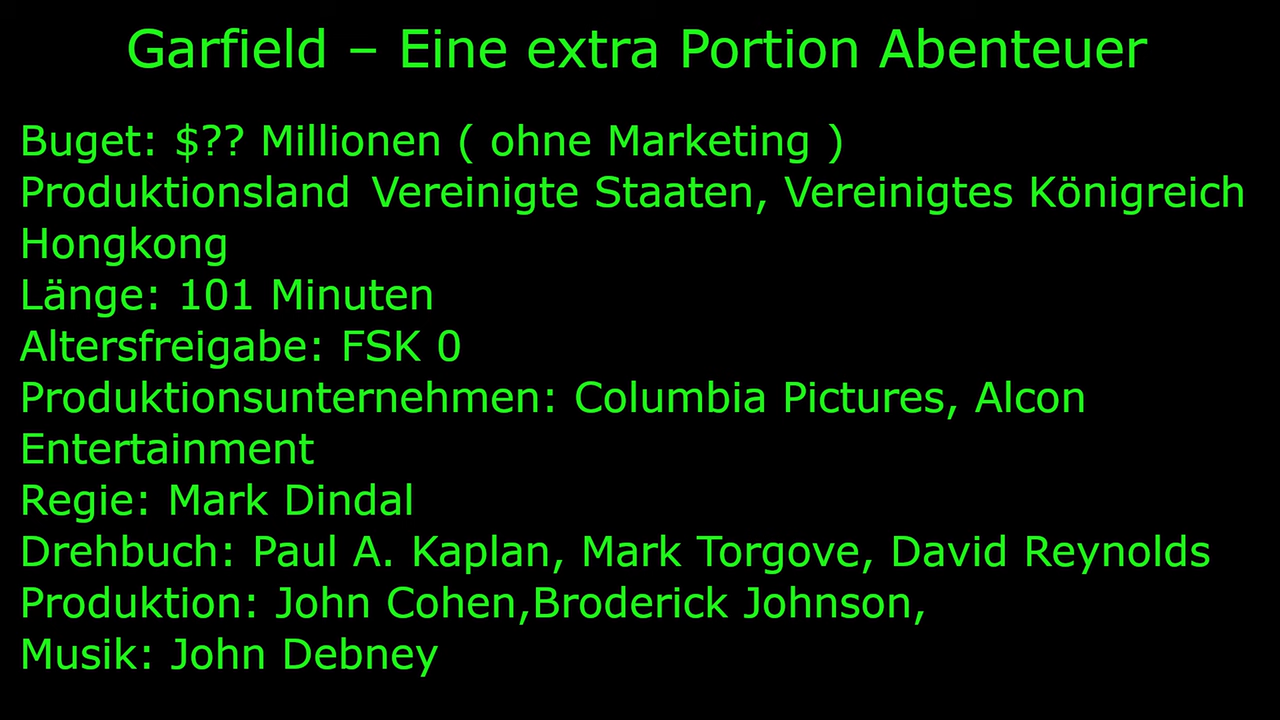 Garfield – Eine extra Portion Abenteuer
Buget: $?? Millionen ( ohne Marketing )
Produktionsland Vereinigte Staaten, Vereinigtes Königreich
Hongkong
Länge: 101 Minuten
Altersfreigabe: FSK 0
Produktionsunternehmen: Columbia Pictures, Alcon
Entertainment
Regie: Mark Dindal
Drehbuch: Paul A. Kaplan, Mark Torgove, David Reynolds
Produktion: John Cohen,Broderick Johnson,
Musik: John Debney